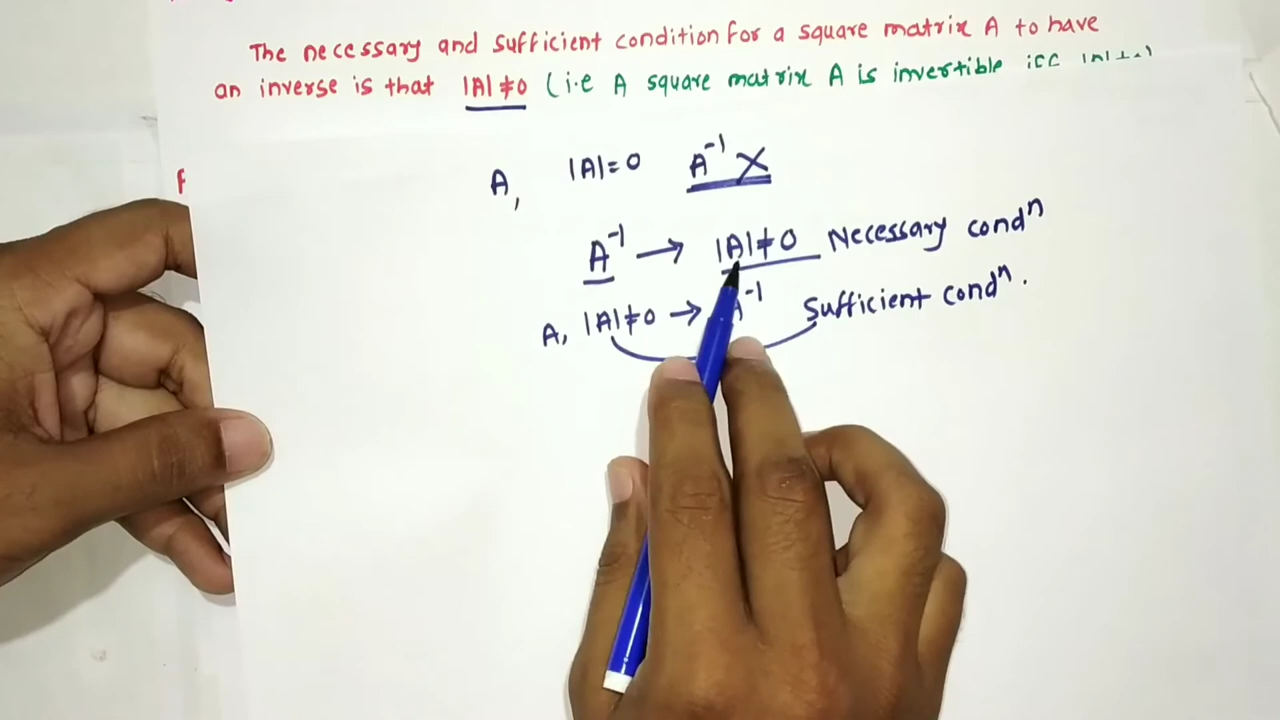 The necessary and sufficient condition for a square matrix A to have
an inverse is that |A| ≠ 0 (i.e A square matrix A is invertible
A, |A| = 0 A⁻¹ X
A⁻¹ → |A| ≠ 0 Necessary condⁿ
A, |A| ≠ 0 → A⁻¹ Sufficient condⁿ.